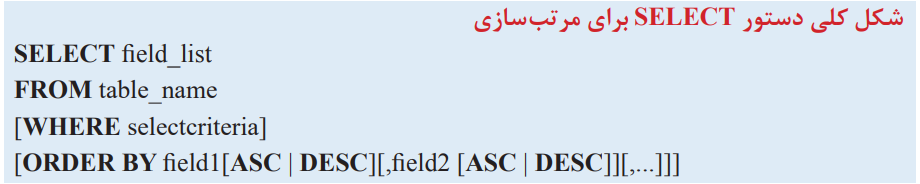 شکل کلی دستور SELECT برای مرتب‌سازی
SELECT field_list
FROM table_name
[WHERE selectcriteria]
[ORDER BY field1[ASC | DESC][,field2 [ASC | DESC]][,...]]]